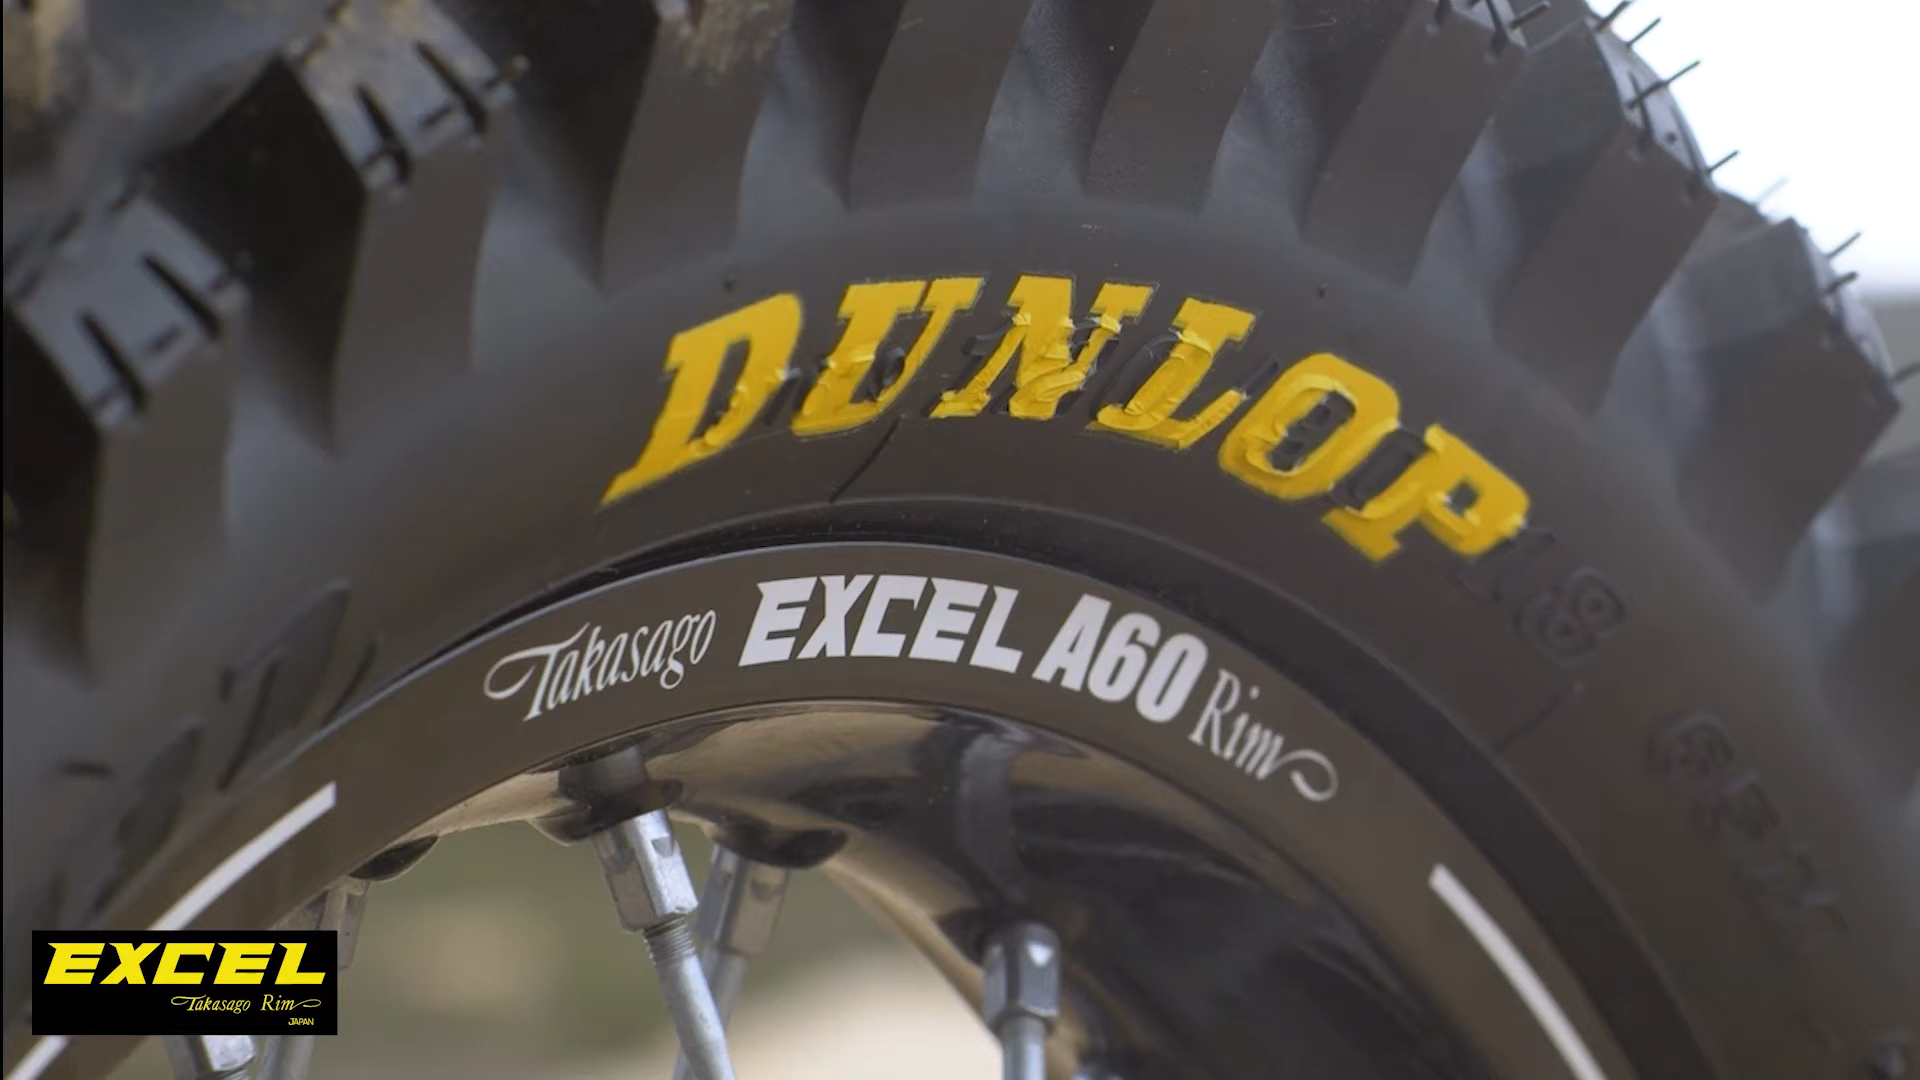 DUNLOP
Takasago EXCEL A60 Rim
EXCEL
Takasago Rim
JAPAN